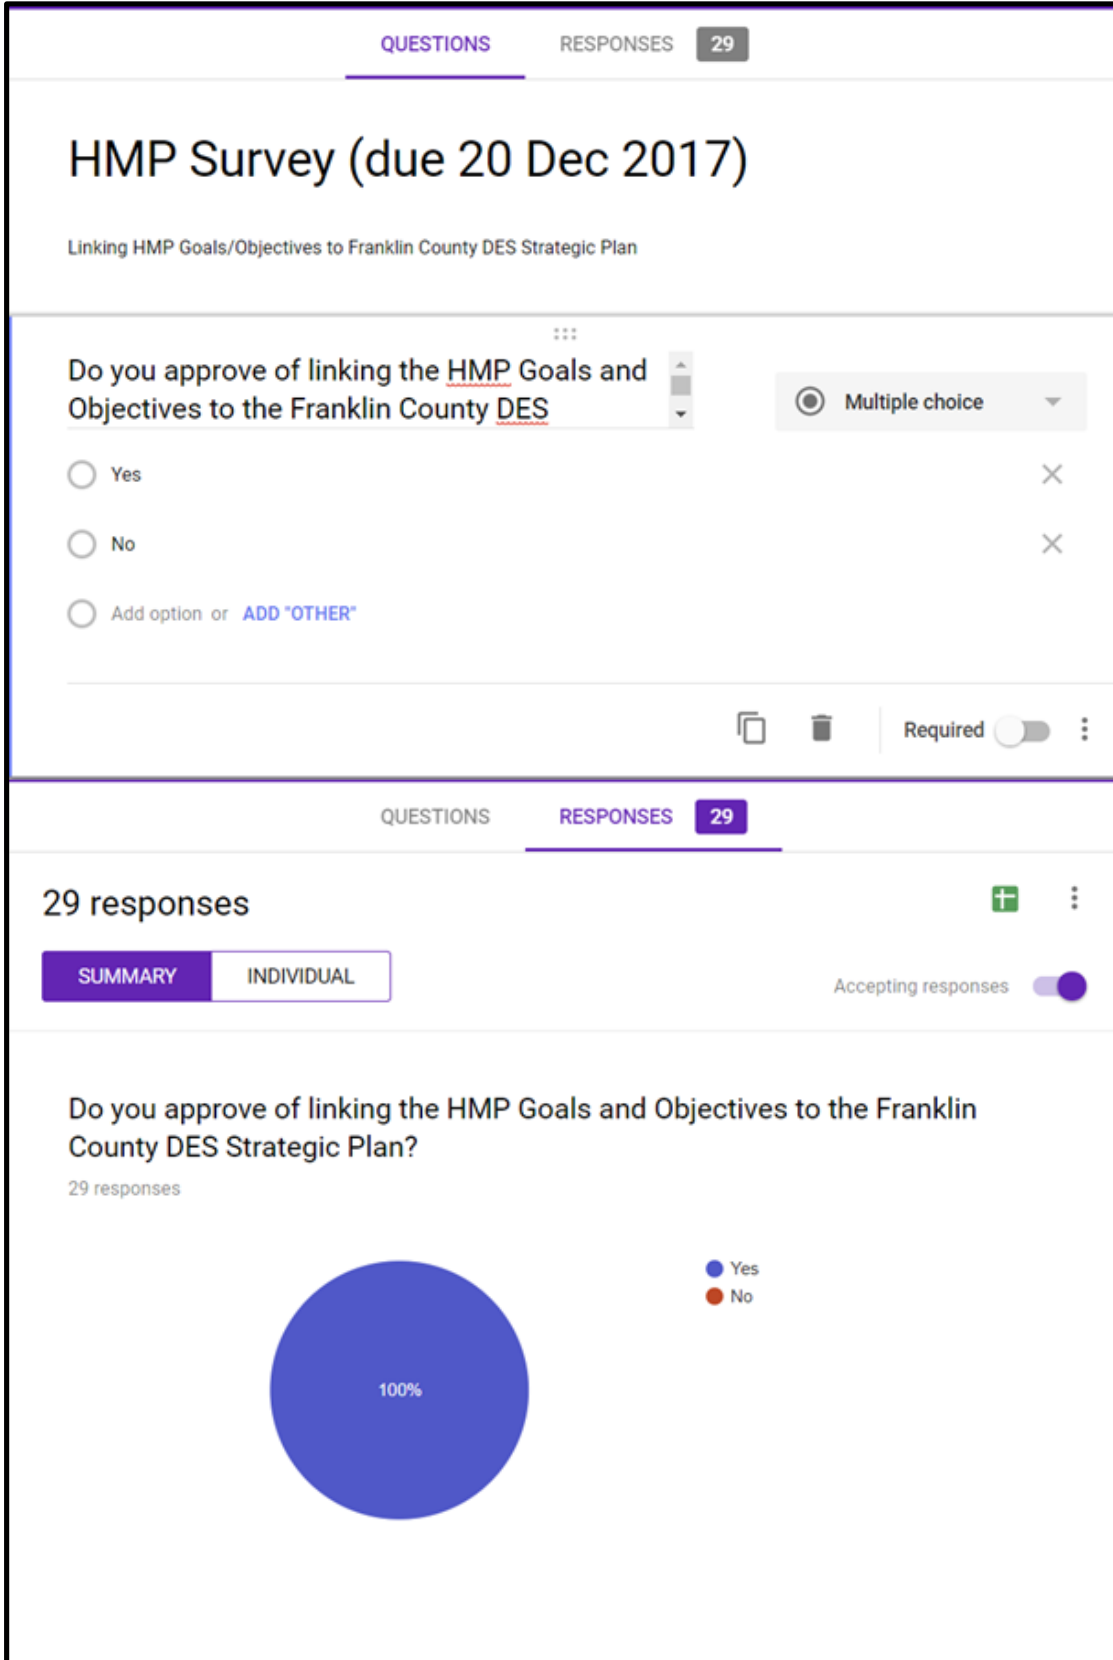 QUESTIONS RESPONSES 29
HMP Survey (due 20 Dec 2017)
Linking HMP Goals/Objectives to Franklin County DES Strategic Plan
Do you approve of linking the HMP Goals and
Objectives to the Franklin County DES
Multiple choice
Yes
No
Add option or ADD "OTHER"
Required
QUESTIONS RESPONSES 29
29 responses
SUMMARY INDIVIDUAL
Accepting responses
Do you approve of linking the HMP Goals and Objectives to the Franklin
County DES Strategic Plan?
29 responses
Yes
No
100%